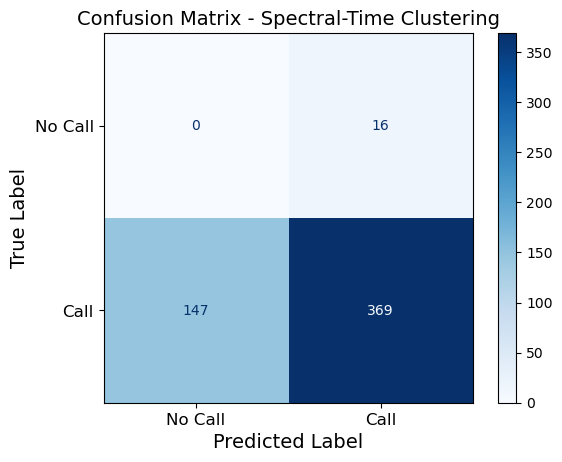 Confusion Matrix - Spectral-Time Clustering
True Label
No Call
Call
0
16
147
369
No Call
Call
Predicted Label
350
300
250
200
150
100
50
0